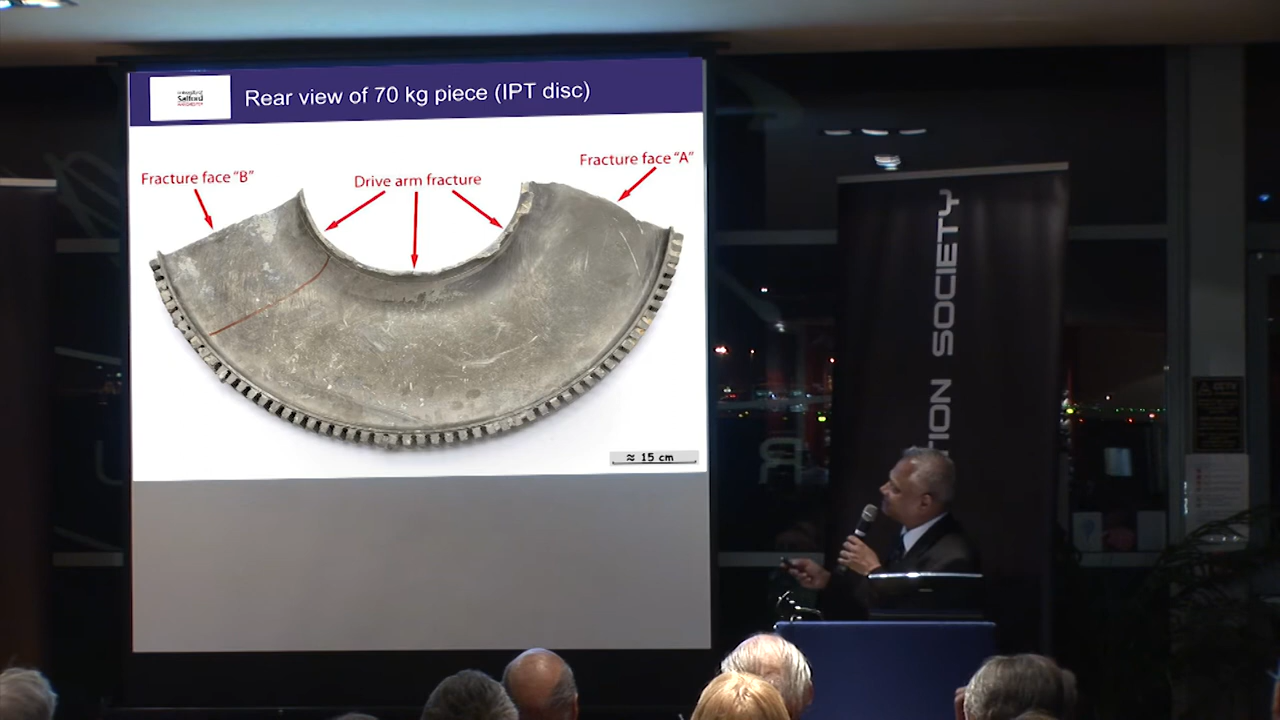 Salford
Rear view of 70 kg piece (IPT disc)
Fracture face “A”
Fracture face “B”
Drive arm fracture
≈ 15 cm
TION SOCIETY